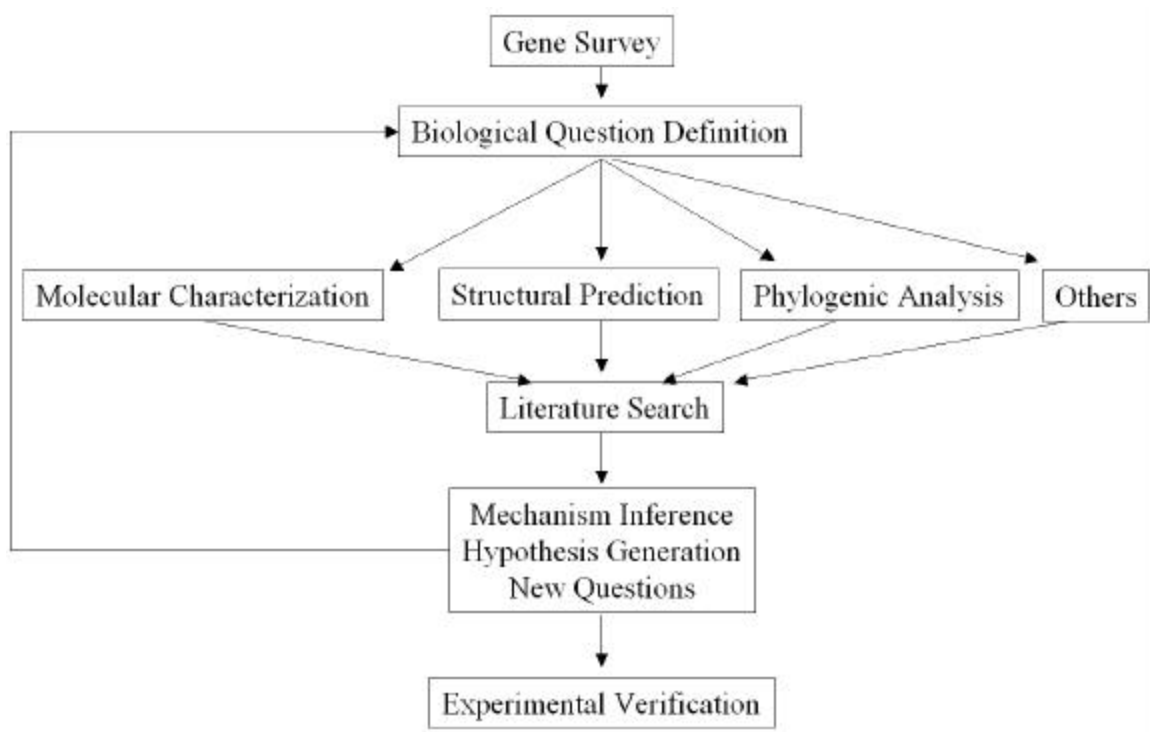 Gene Survey
Biological Question Definition
Molecular Characterization
Structural Prediction
Phylogenic Analysis
Others
Literature Search
Mechanism Inference
Hypothesis Generation
New Questions
Experimental Verification